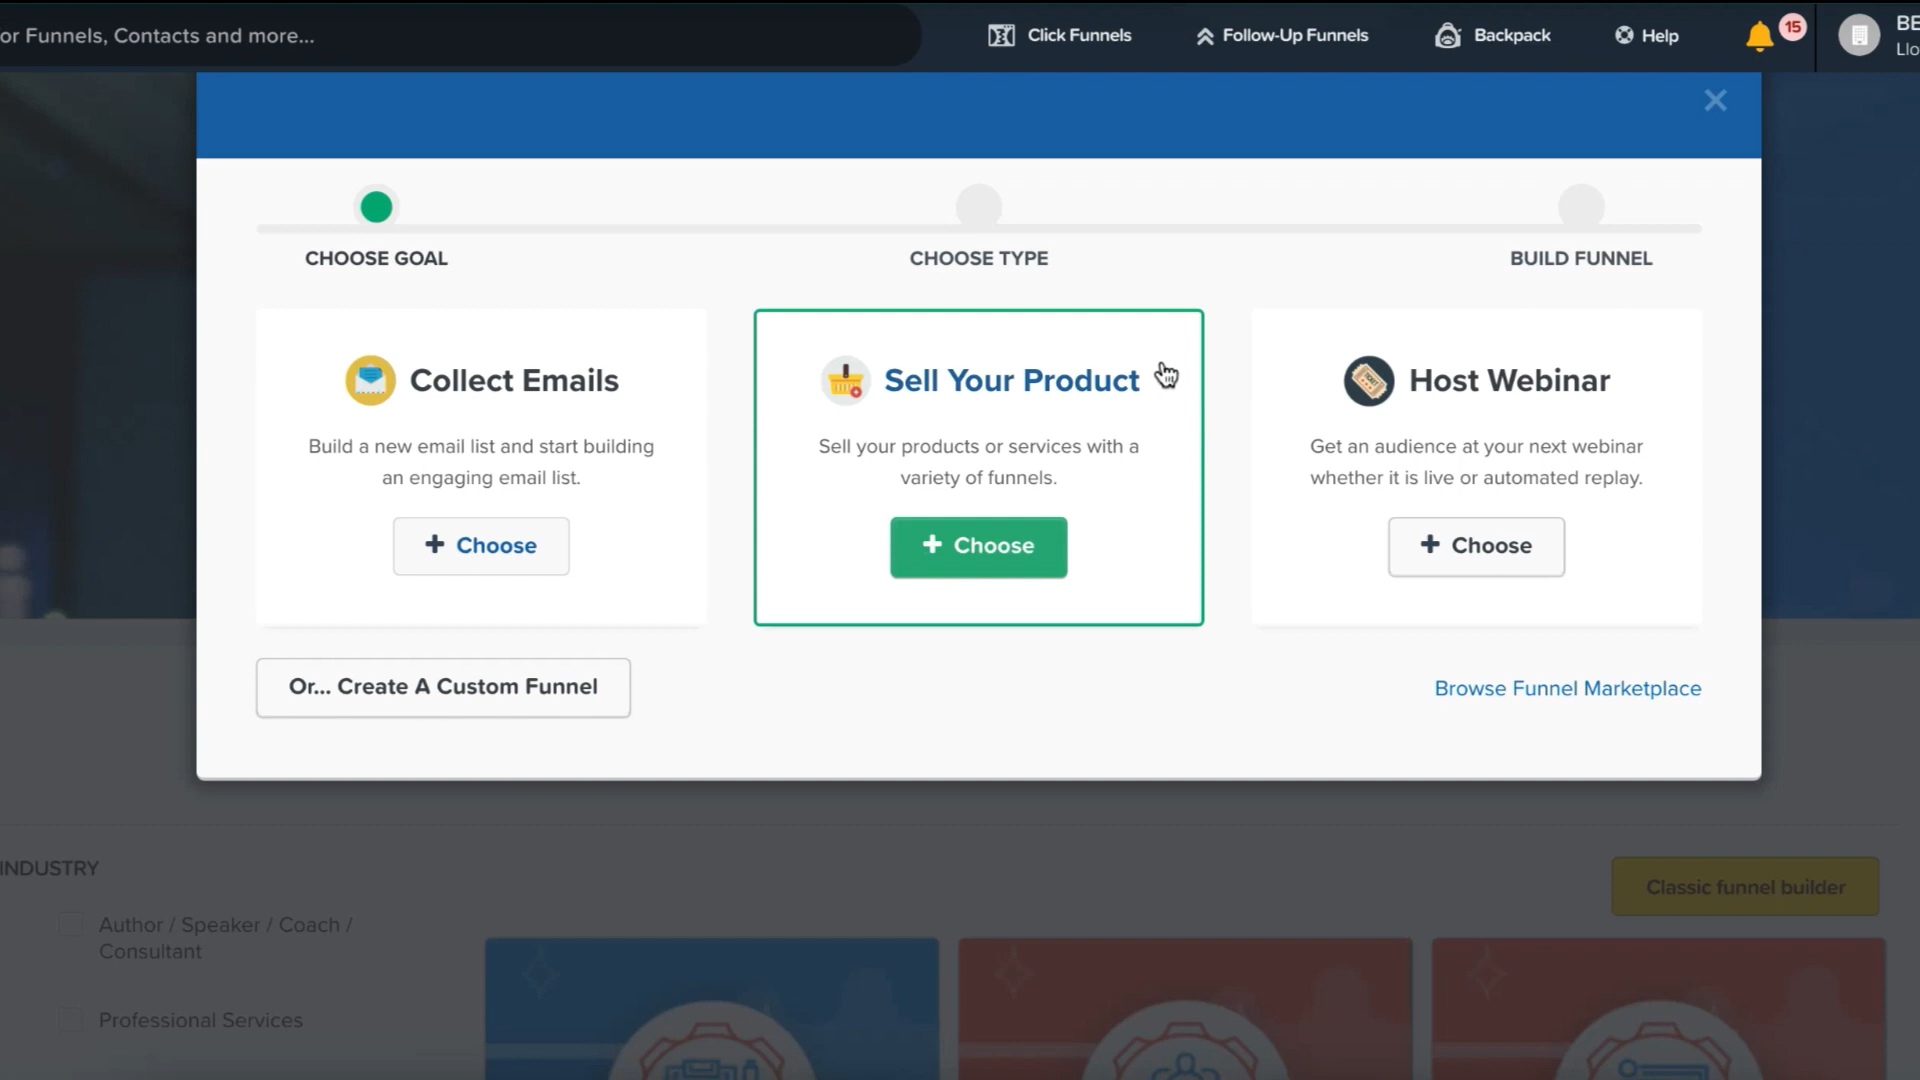 or Funnels, Contacts and more...
Click Funnels
Follow-Up Funnels
Backpack
Help
15
BE
Llo
CHOOSE GOAL
CHOOSE TYPE
BUILD FUNNEL
Collect Emails
Build a new email list and start building
an engaging email list.
+ Choose
Sell Your Product
Sell your products or services with a
variety of funnels.
+ Choose
Host Webinar
TICKET
Get an audience at your next webinar
whether it is live or automated replay.
+ Choose
Or... Create A Custom Funnel
Browse Funnel Marketplace
INDUSTRY
Classic funnel builder
Author / Speaker / Coach /
Consultant
Professional Services